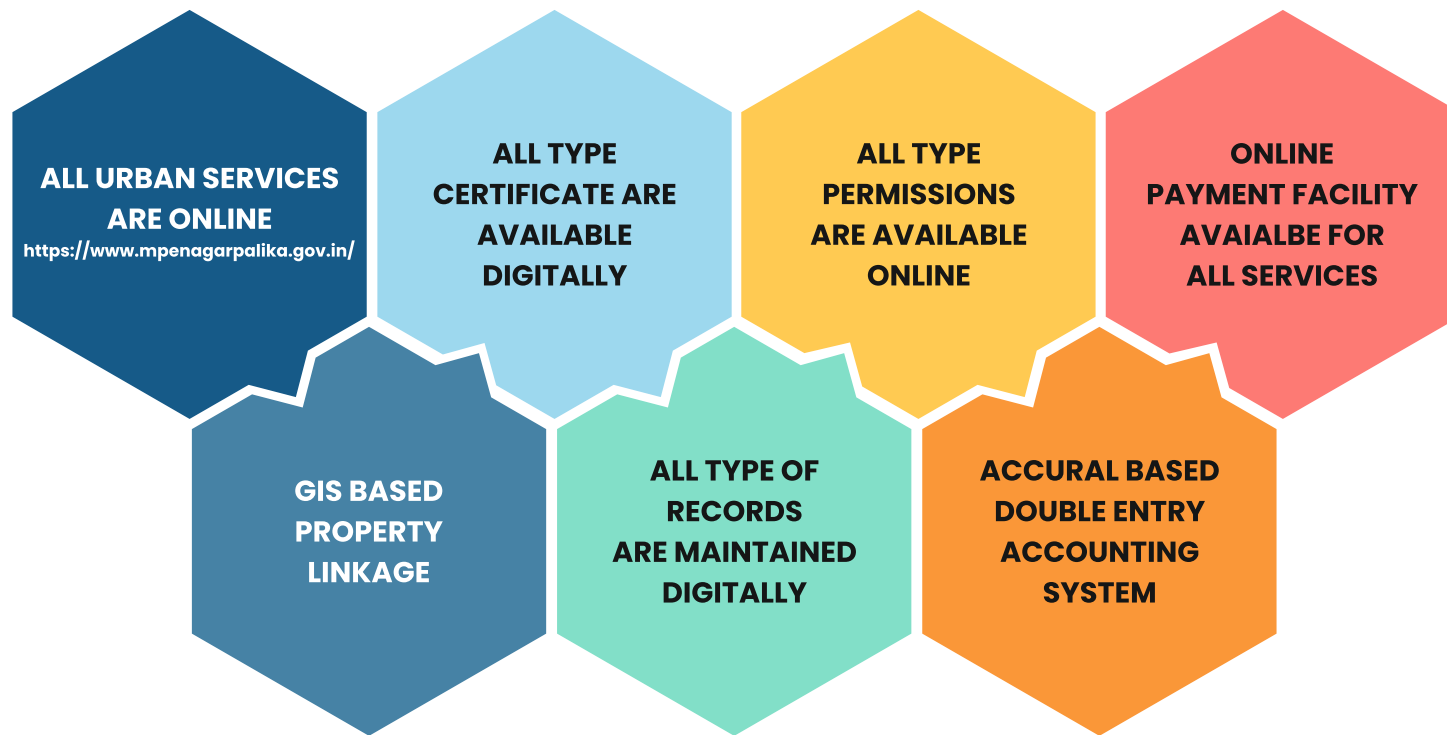 ALL URBAN SERVICES
ARE ONLINE
https://www.mpenagarpalika.gov.in/
ALL TYPE
CERTIFICATE ARE
AVAILABLE
DIGITALLY
ALL TYPE
PERMISSIONS
ARE AVAILABLE
ONLINE
ONLINE
PAYMENT FACILITY
AVAIALBE FOR
ALL SERVICES
GIS BASED
PROPERTY
LINKAGE
ALL TYPE OF
RECORDS
ARE MAINTAINED
DIGITALLY
ACCURAL BASED
DOUBLE ENTRY
ACCOUNTING
SYSTEM